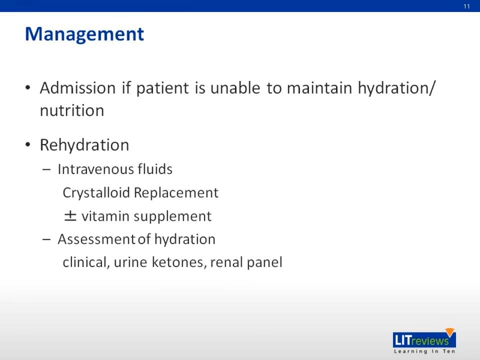 11
Management
• Admission if patient is unable to maintain hydration/
nutrition
• Rehydration
– Intravenous fluids
Crystalloid Replacement
± vitamin supplement
– Assessment of hydration
clinical, urine ketones, renal panel
LITreviews
Learning In Ten